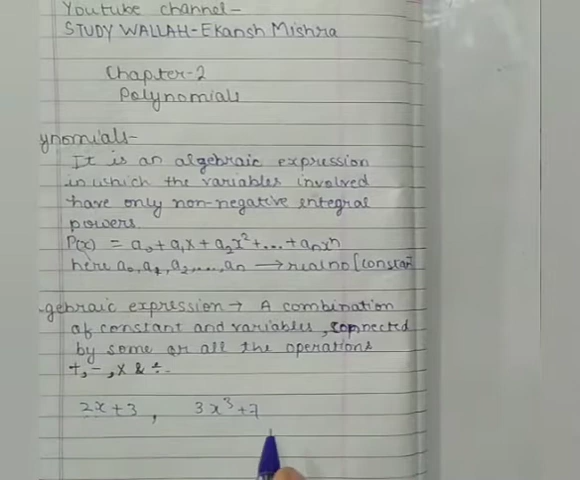 Youtube channel-
STUDY WALLAH-Ekansh Mishra
Chapter-2
Polynomials
ynomials-
It is an algebraic expression
in which the variables involved
have only non-negative integral
powers.
P(x) = a₀ + a₁x + a₂x² + ... + aₙxⁿ
here a₀, a₁, a₂, ..., aₙ → real no [constan
gebraic expression → A combination
of constant and variables, connected
by some or all the operations
+, -, × & ÷.
2x + 3 , 3x³ + 7